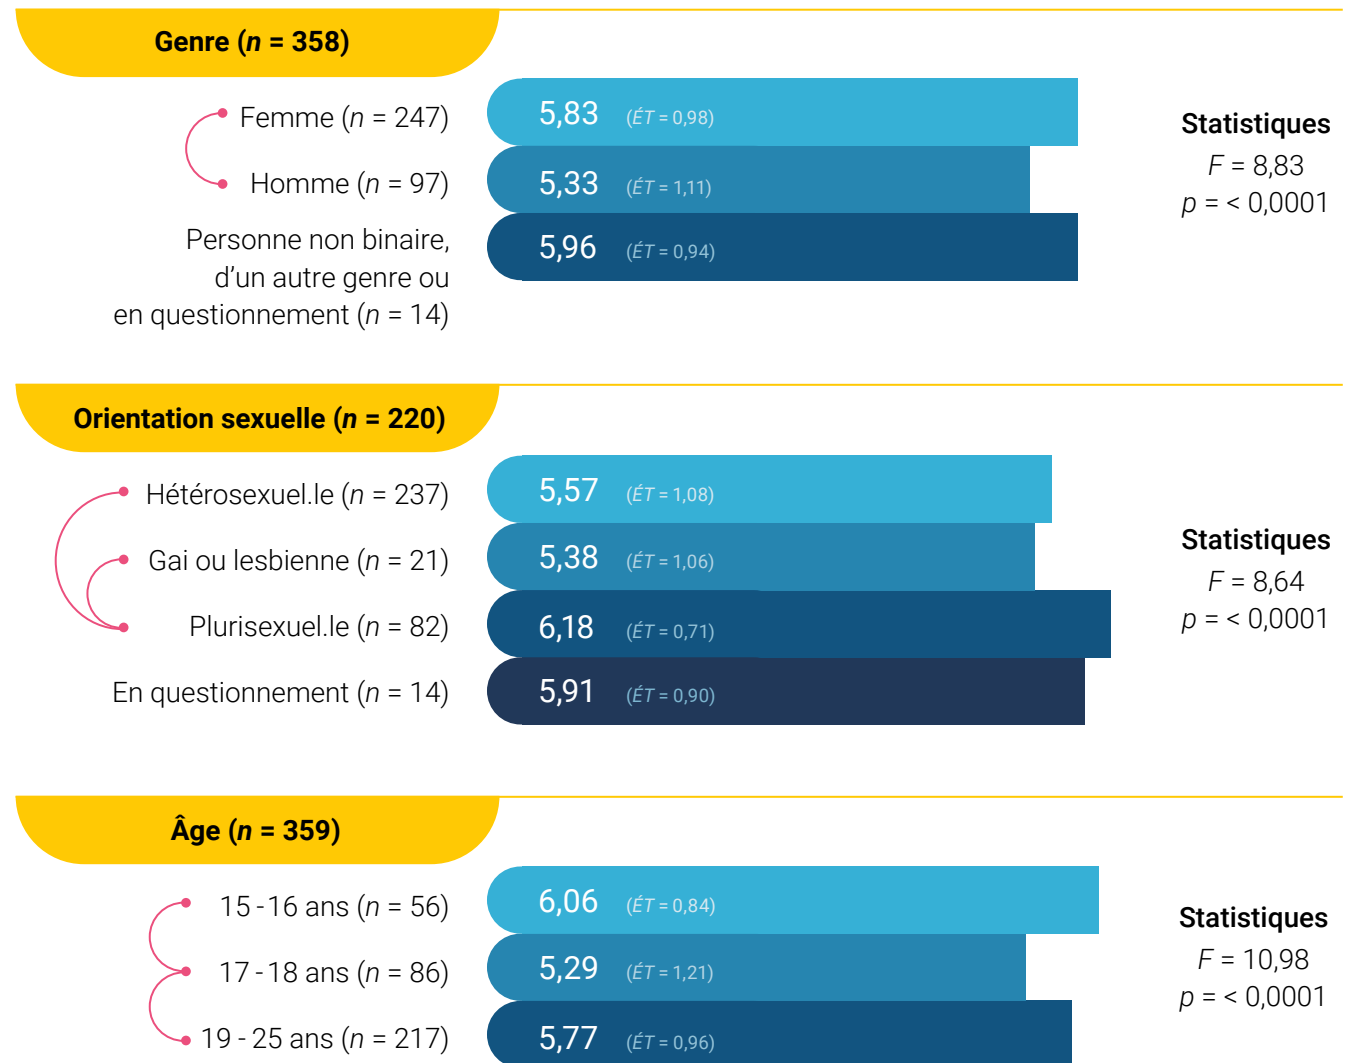 Genre (n = 358)
Femme (n = 247)
5,83 (ÉT = 0,98)
Homme (n = 97)
5,33 (ÉT = 1,11)
Personne non binaire,
d'un autre genre ou
en questionnement (n = 14)
5,96 (ÉT = 0,94)
Statistiques
F = 8,83
p = < 0,0001
Orientation sexuelle (n = 220)
Hétérosexuel.le (n = 237)
5,57 (ÉT = 1,08)
Gai ou lesbienne (n = 21)
5,38 (ÉT = 1,06)
Plurisexuel.le (n = 82)
6,18 (ÉT = 0,71)
En questionnement (n = 14)
5,91 (ÉT = 0,90)
Statistiques
F = 8,64
p = < 0,0001
Âge (n = 359)
15 - 16 ans (n = 56)
6,06 (ÉT = 0,84)
17 - 18 ans (n = 86)
5,29 (ÉT = 1,21)
19 - 25 ans (n = 217)
5,77 (ÉT = 0,96)
Statistiques
F = 10,98
p = < 0,0001